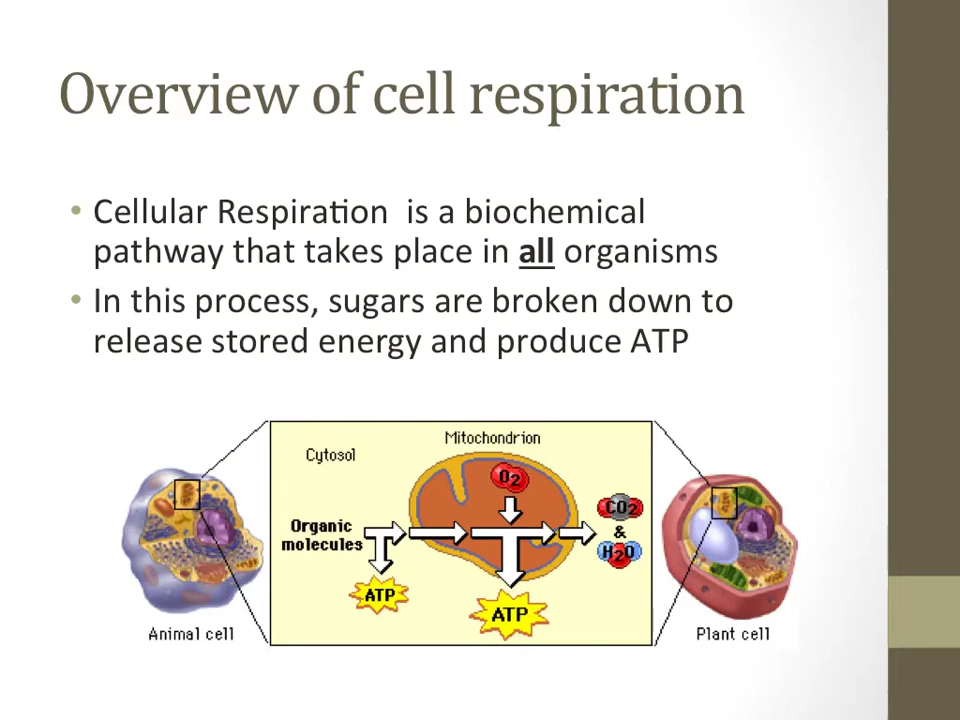 Overview of cell respiration
• Cellular Respiration is a biochemical
pathway that takes place in all organisms
• In this process, sugars are broken down to
release stored energy and produce ATP
Mitochondrion
Cytosol
O2
Organic
molecules
CO2
&
H2O
ATP
ATP
Animal cell
Plant cell